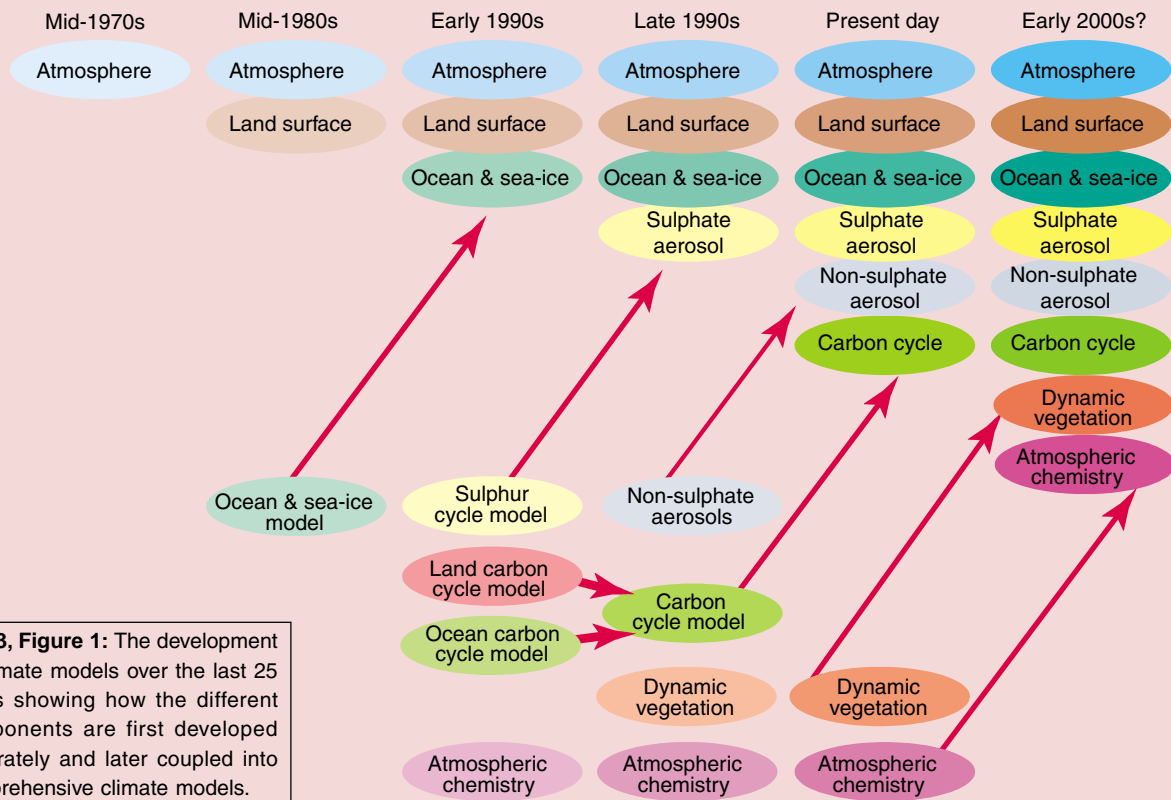 Mid-1970s
Mid-1980s
Early 1990s
Late 1990s
Present day
Early 2000s?
Atmosphere
Atmosphere
Atmosphere
Atmosphere
Atmosphere
Atmosphere
Land surface
Land surface
Land surface
Land surface
Land surface
Ocean & sea-ice
Ocean & sea-ice
Ocean & sea-ice
Ocean & sea-ice
Sulphate
aerosol
Sulphate
aerosol
Sulphate
aerosol
Non-sulphate
aerosol
Non-sulphate
aerosol
Carbon cycle
Carbon cycle
Dynamic
vegetation
Atmospheric
chemistry
Ocean & sea-ice
model
Sulphur
cycle model
Non-sulphate
aerosols
Land carbon
cycle model
Carbon
cycle model
Ocean carbon
cycle model
Dynamic
vegetation
Dynamic
vegetation
Atmospheric
chemistry
Atmospheric
chemistry
Atmospheric
chemistry
3, Figure 1: The development
mate models over the last 25
s showing how the different
ponents are first developed
rately and later coupled into
prehensive climate models.